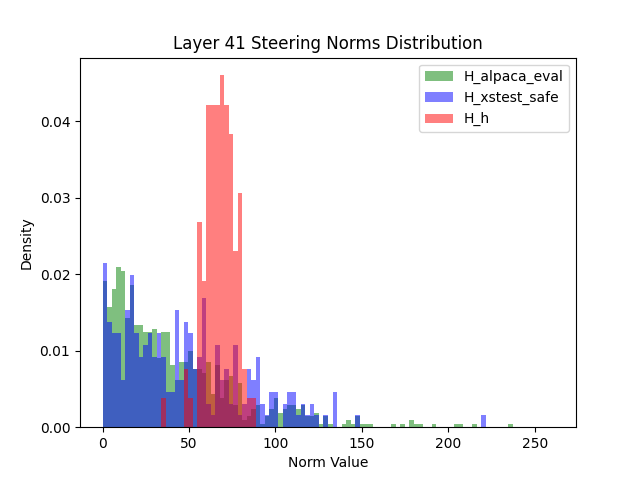 Layer 41 Steering Norms Distribution
H_alpaca_eval
H_xstest_safe
H_h
Density
0.04
0.03
0.02
0.01
0.00
0
50
100
150
200
250
Norm Value